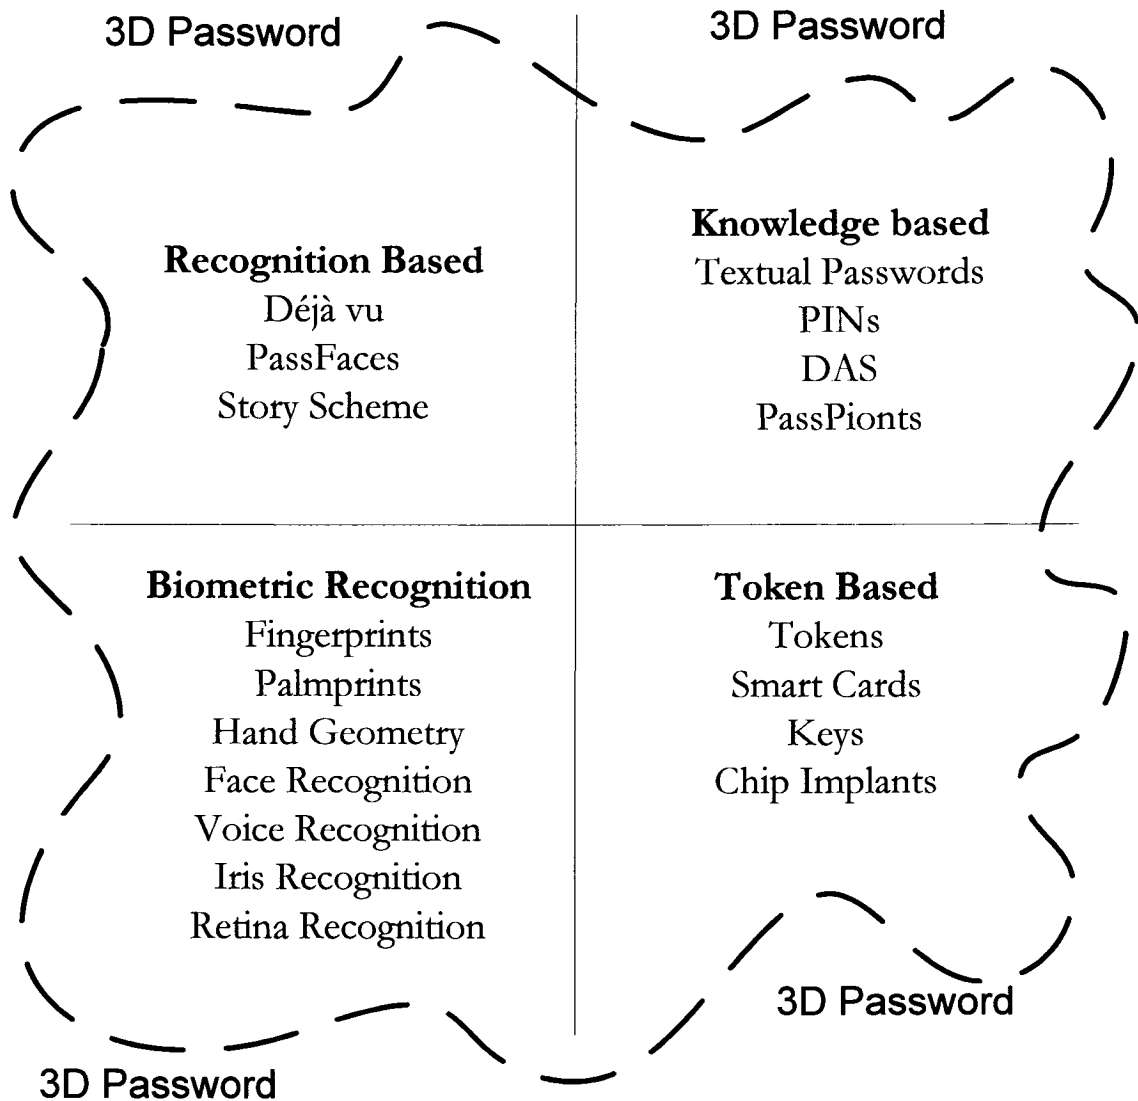 3D Password
3D Password
Recognition Based
Déjà vu
PassFaces
Story Scheme
Knowledge based
Textual Passwords
PINs
DAS
PassPionts
Biometric Recognition
Fingerprints
Palmprints
Hand Geometry
Face Recognition
Voice Recognition
Iris Recognition
Retina Recognition
Token Based
Tokens
Smart Cards
Keys
Chip Implants
3D Password
3D Password